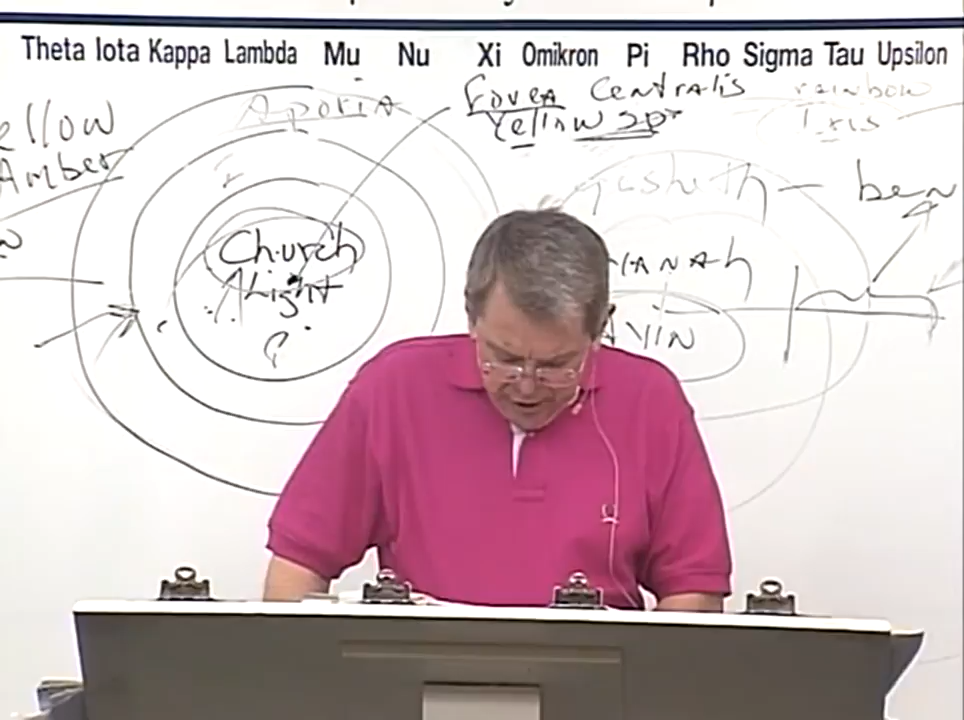 Theta Iota Kappa Lambda Mu Nu Xi Omikron Pi Rho Sigma Tau Upsilon
Aporia
Fovea Centralis
Yellow
rainbow
Iris
ellow
Amber
ben
Church
Light
AYIN